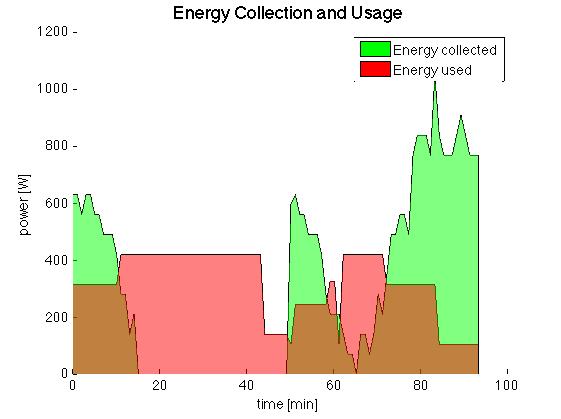 Energy Collection and Usage
1200
Energy collected
Energy used
1000
800
600
400
200
0
power [W]
0 20 40 60 80 100
time [min]